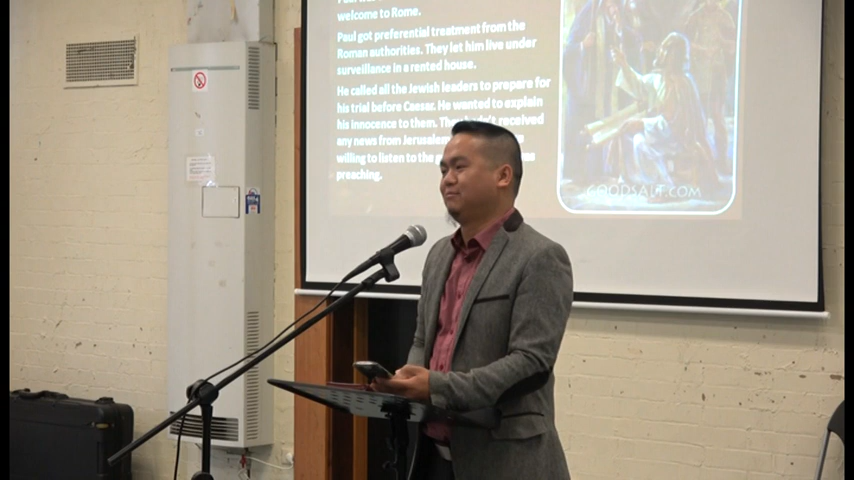 welcome to Rome.
Paul got preferential treatment from the
Roman authorities. They let him live under
surveillance in a rented house.
He called all the Jewish leaders to prepare for
his trial before Caesar. He wanted to explain
his innocence to them. They received
any news from Jerusalem
willing to listen to the
preaching.
GOODSALT.COM